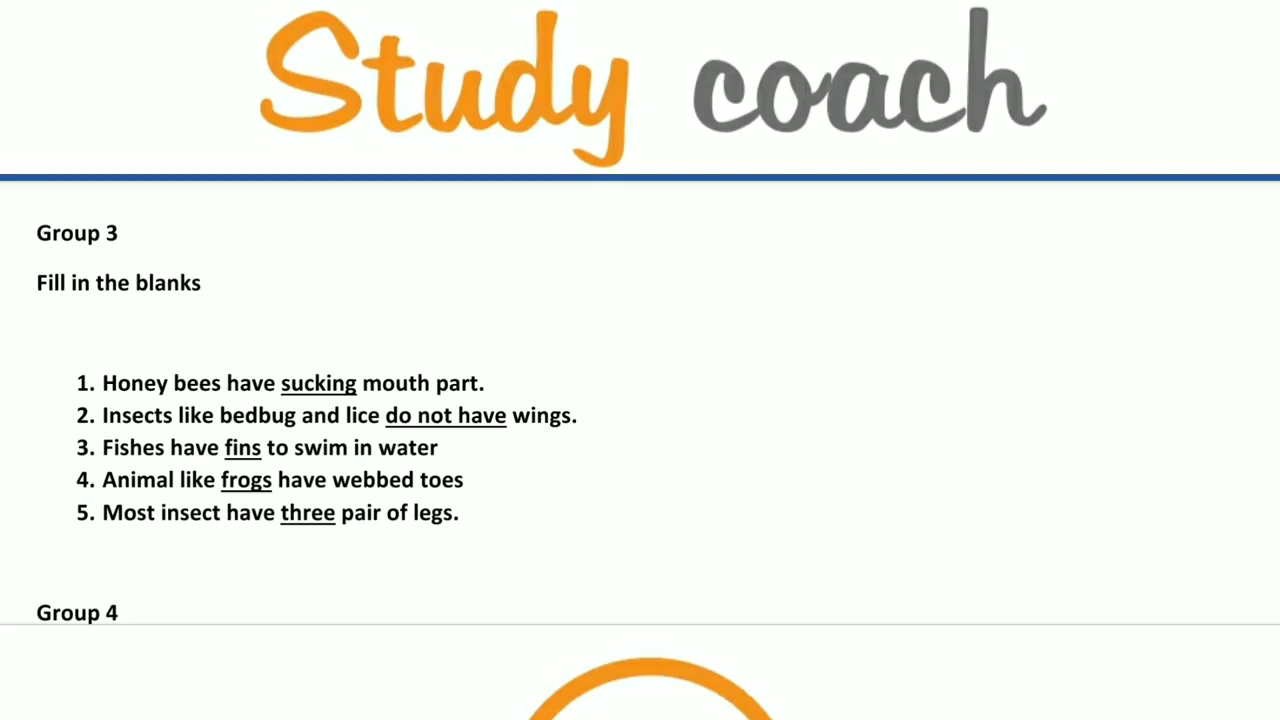 Study coach
Group 3
Fill in the blanks
1. Honey bees have sucking mouth part.
2. Insects like bedbug and lice do not have wings.
3. Fishes have fins to swim in water
4. Animal like frogs have webbed toes
5. Most insect have three pair of legs.
Group 4